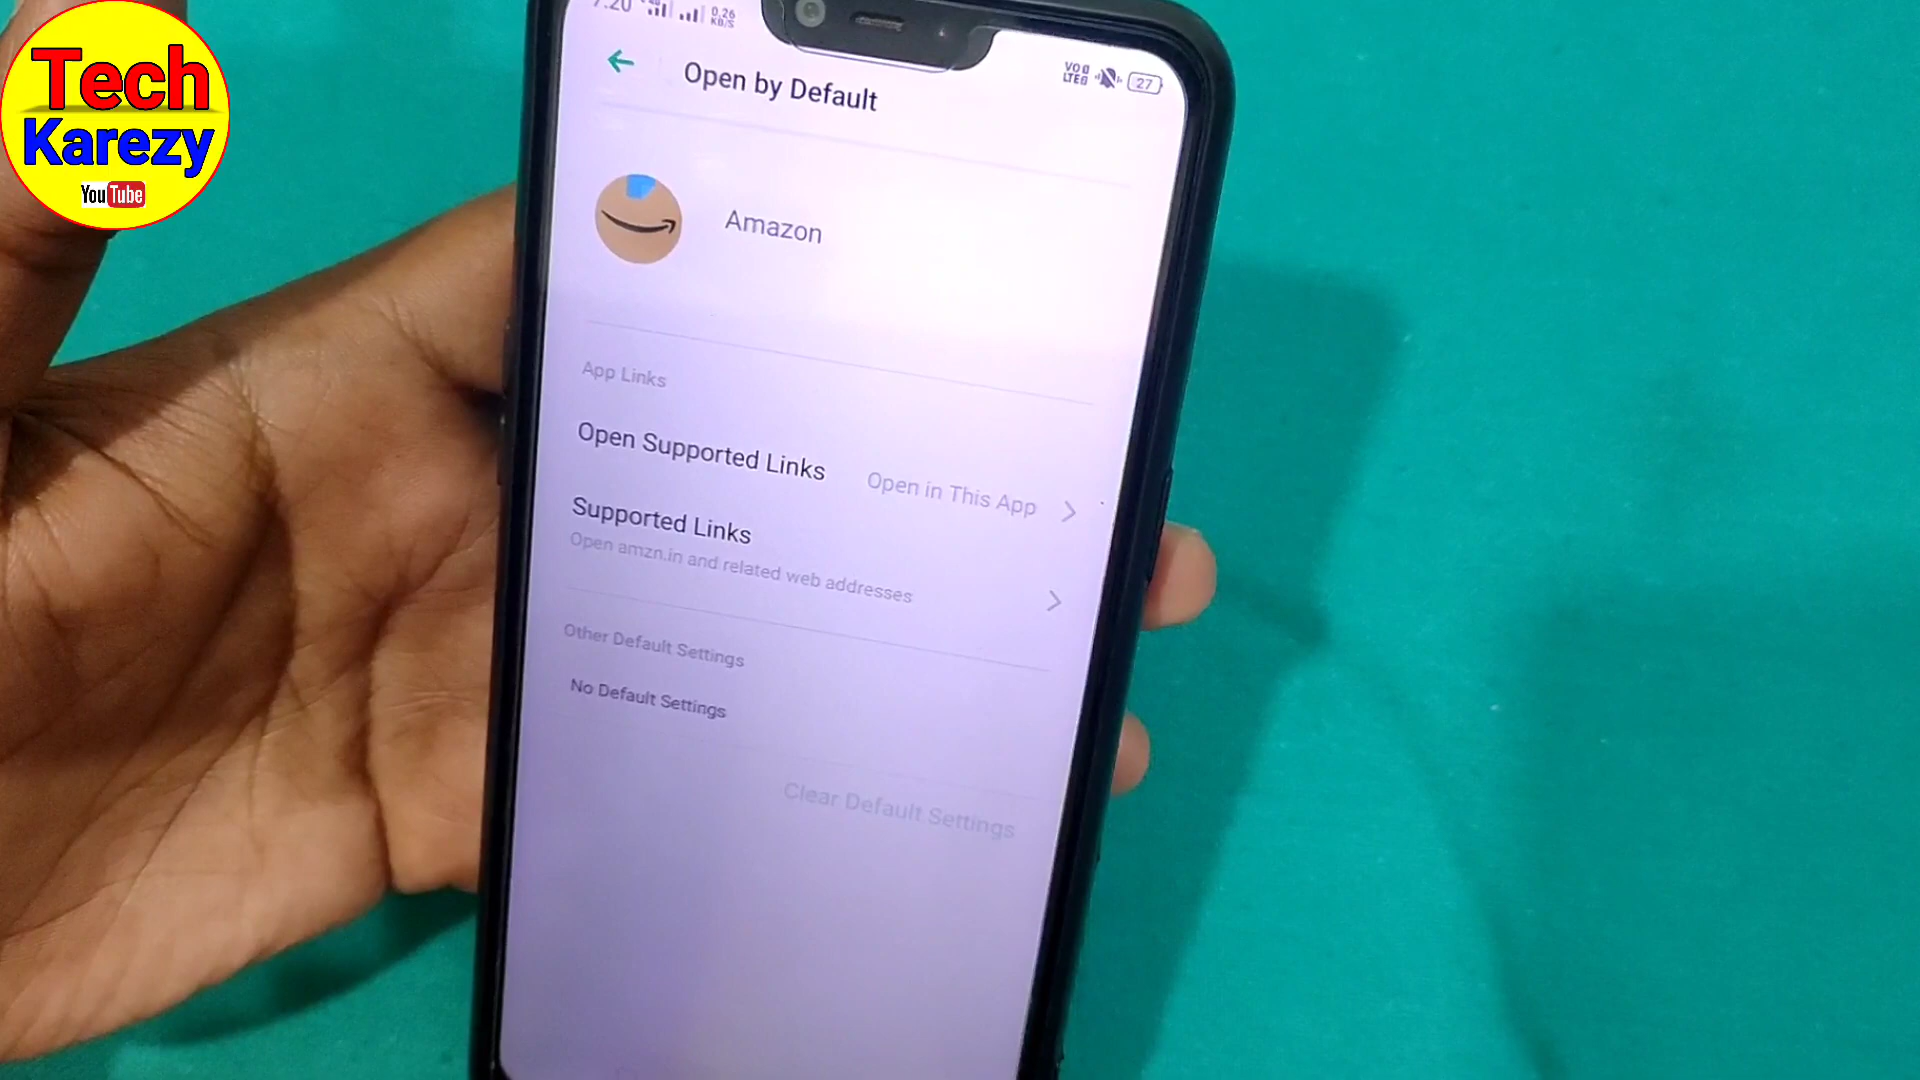 Tech
Karezy
YouTube
7:20
0.26
KB/S
VO
LTE
27
Open by Default
Amazon
App Links
Open Supported Links
Open in This App
Supported Links
Open amzn.in and related web addresses
Other Default Settings
No Default Settings
Clear Default Settings